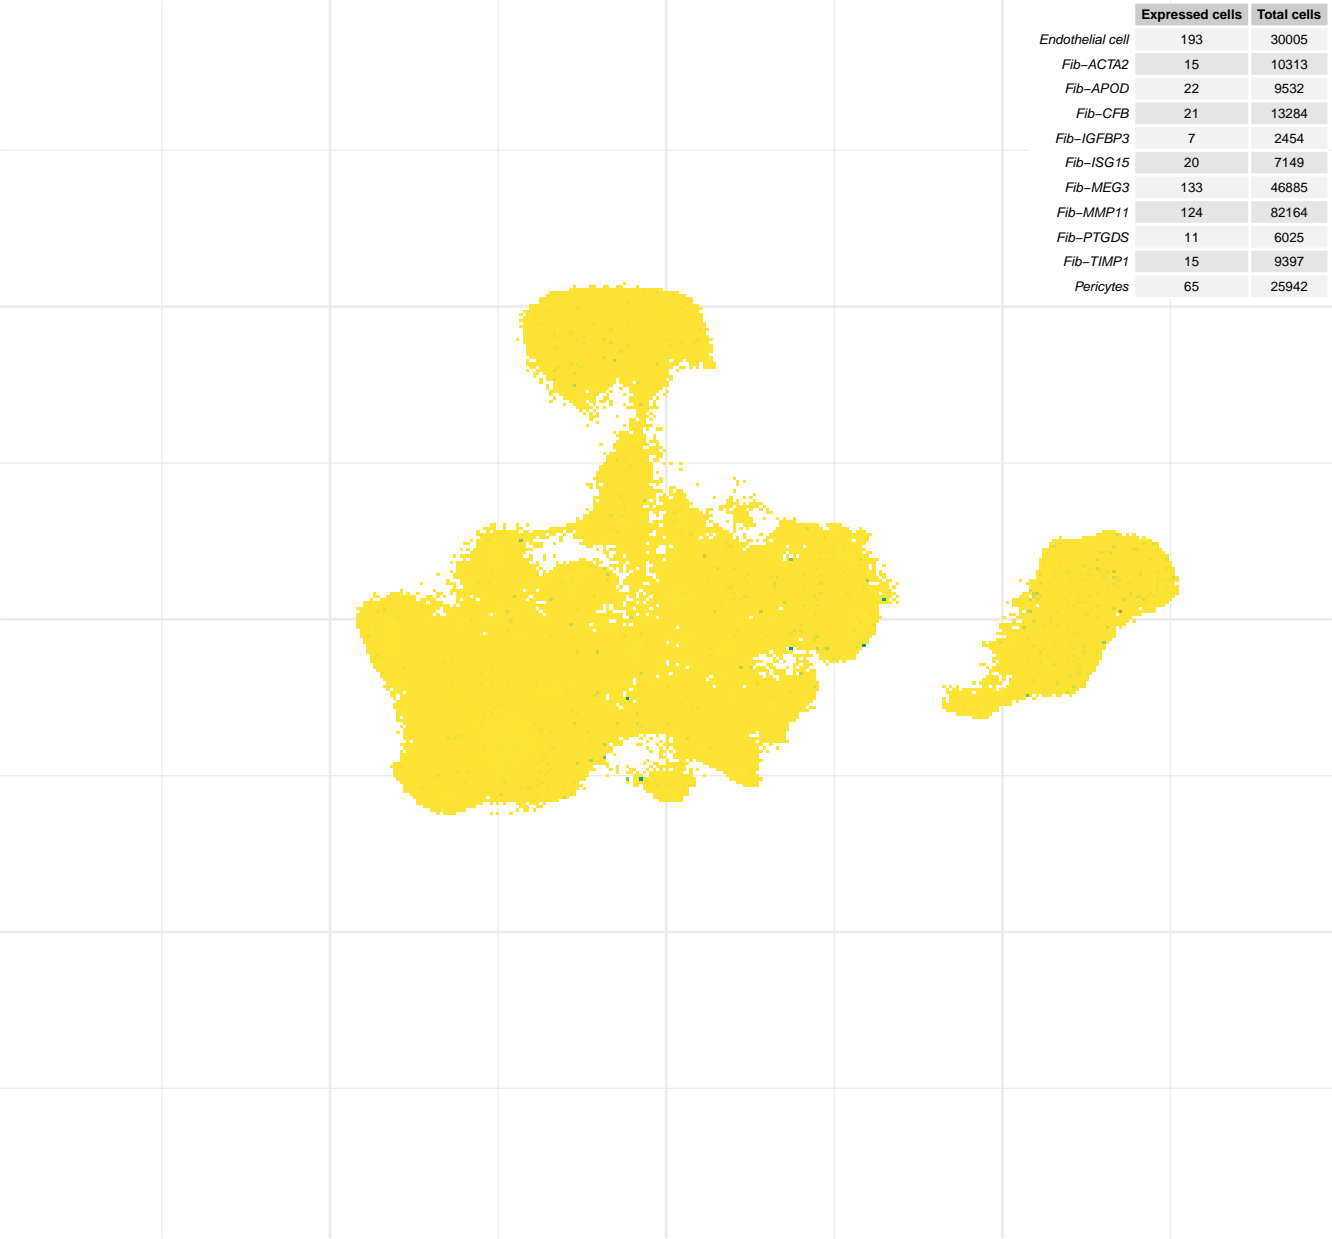 Expressed cells Total cells
Endothelial cell 193 30005
Fib−ACTA2 15 10313
Fib−APOD 22 9532
Fib−CFB 21 13284
Fib−IGFBP3 7 2454
Fib−ISG15 20 7149
Fib−MEG3 133 46885
Fib−MMP11 124 82164
Fib−PTGDS 11 6025
Fib−TIMP1 15 9397
Pericytes 65 25942